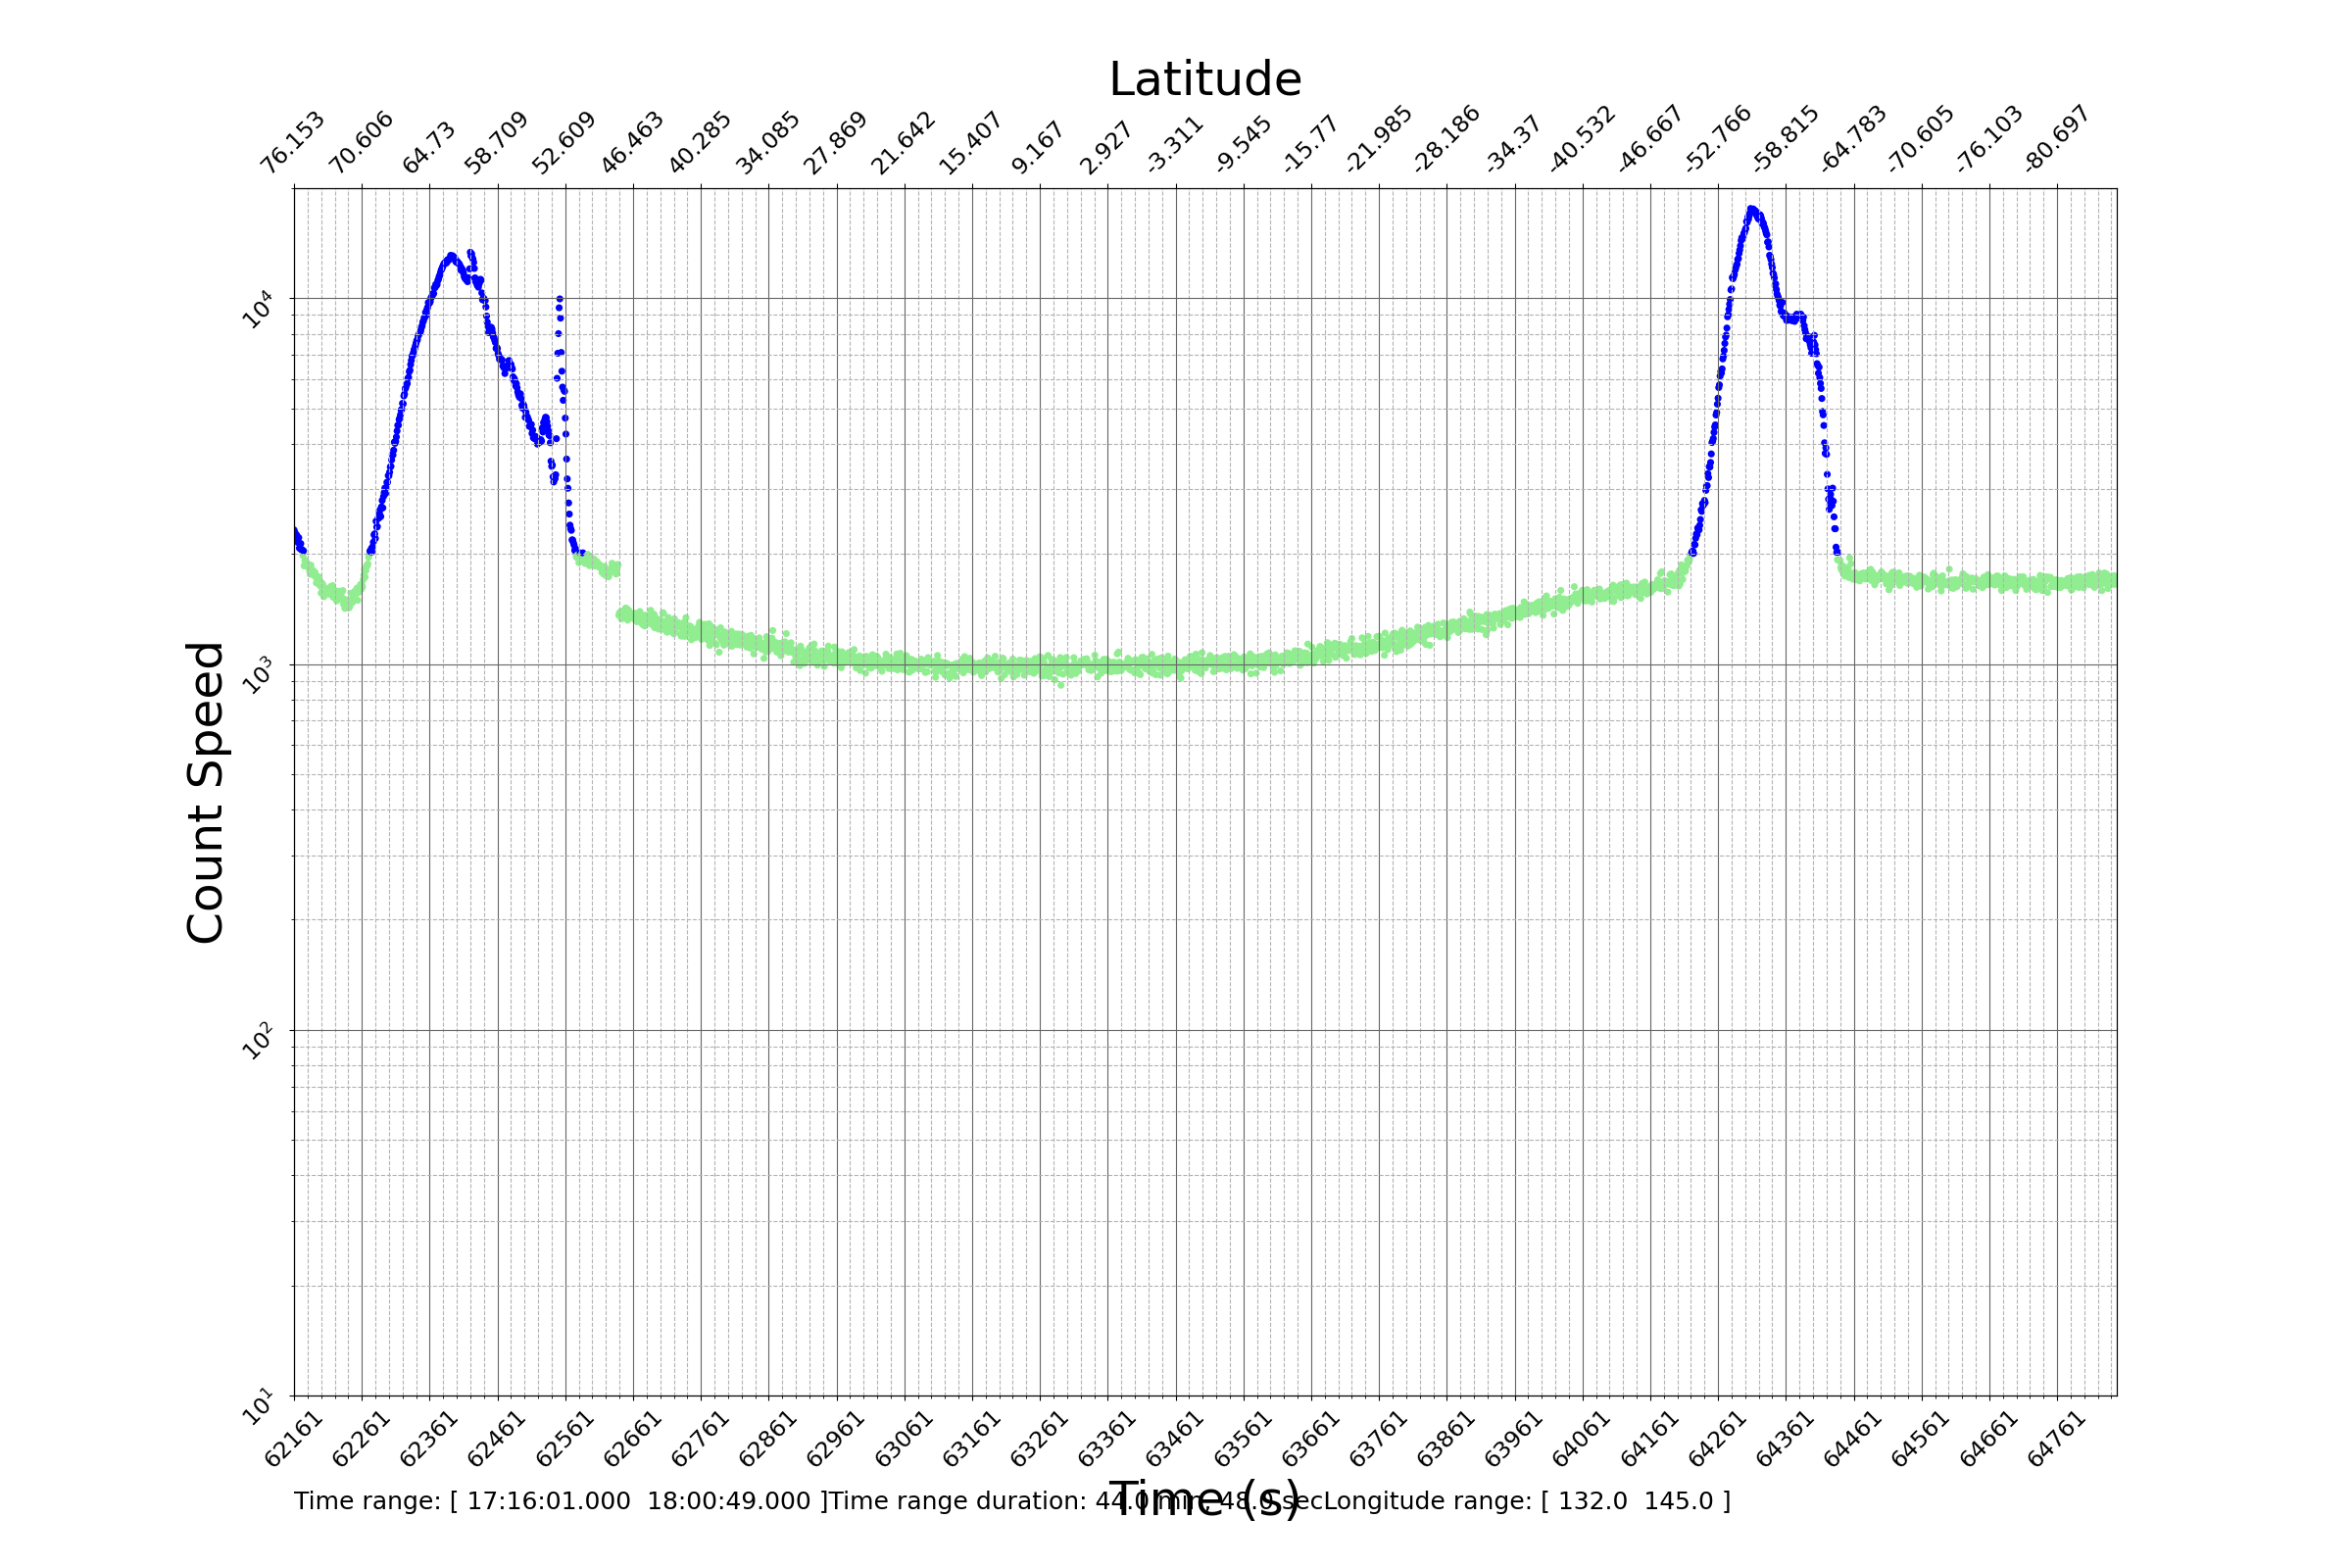 Latitude
76.153 70.606 64.73 58.709 52.609 46.463 40.285 34.085 27.869 21.642 15.407 9.167 2.927 -3.311 -9.545 -15.77 -21.985 -28.186 -34.37 -40.532 -46.667 -52.766 -58.815 -64.783 -70.605 -76.103 -80.697
10⁴
10³
Count Speed
10²
10¹
62161 62261 62361 62461 62561 62661 62761 62861 62961 63061 63161 63261 63361 63461 63561 63661 63761 63861 63961 64061 64161 64261 64361 64461 64561 64661 64761
Time (s)
Time range: [ 17:16:01.000  18:00:49.000 ]Time range duration: 44.0 min, 48.0 secLongitude range: [ 132.0  145.0 ]